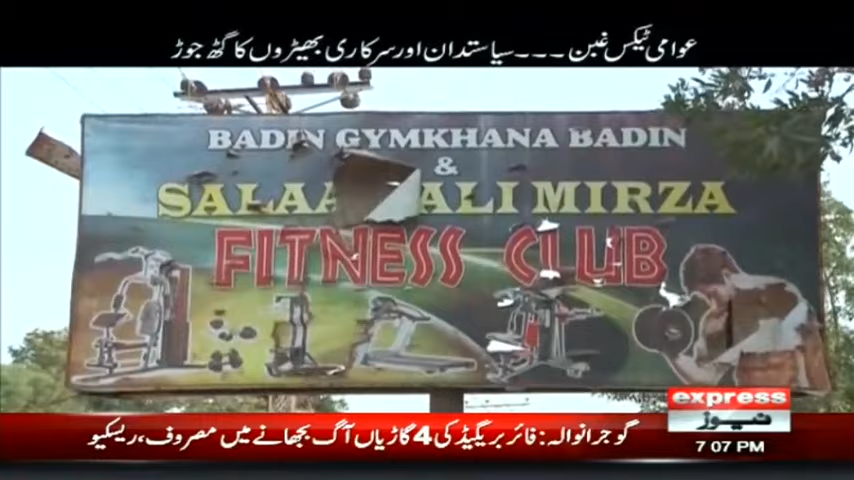 عوامی ٹیکس غبن ۔۔۔ سیاستدان اور سرکاری بھیڑوں کا گٹھ جوڑ
BADIN GYMKHANA BADIN
&
SALAA ALI MIRZA
FITNESS CLUB
express
نیوز
گوجرانوالہ: فائر بریگیڈ کی 4 گاڑیاں آگ بجھانے میں مصروف، ریسکیو
7:07 PM